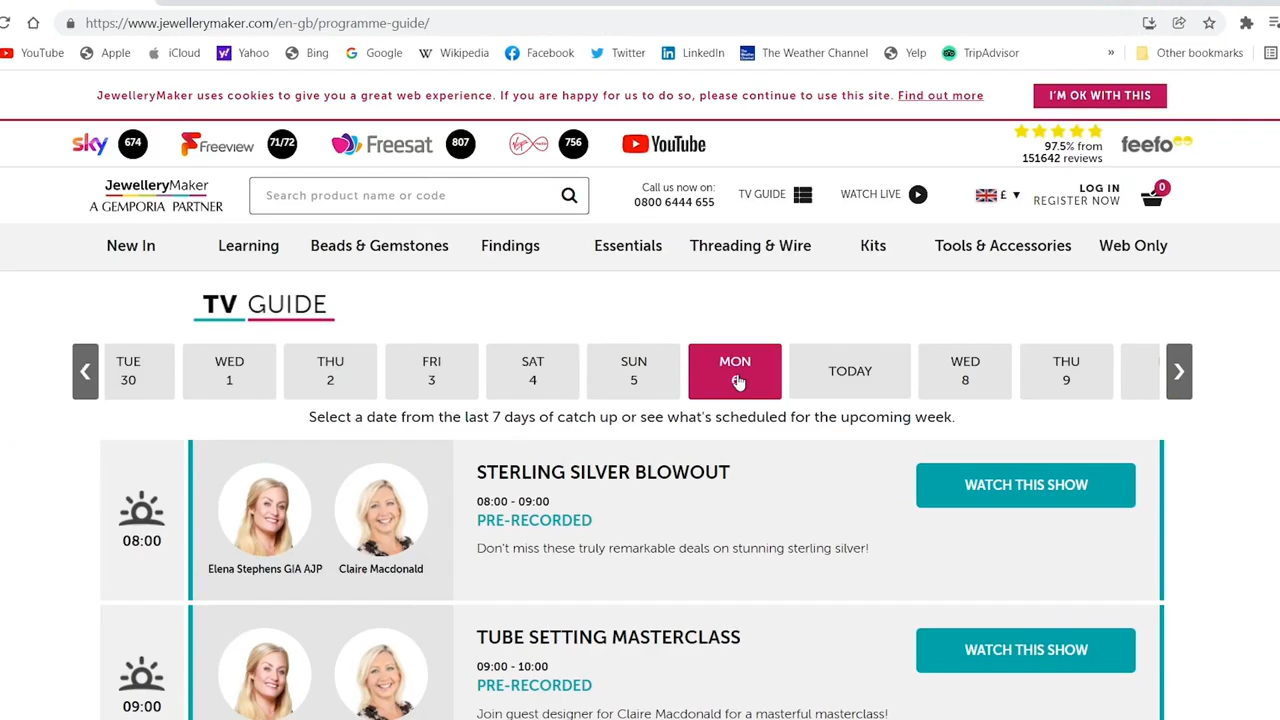 https://www.jewellerymaker.com/en-gb/programme-guide/
YouTube Apple iCloud Yahoo Bing Google Wikipedia Facebook Twitter LinkedIn The Weather Channel Yelp TripAdvisor » Other bookmarks
JewelleryMaker uses cookies to give you a great web experience. If you are happy for us to do so, please continue to use this site. Find out more
I'M OK WITH THIS
sky 674 Freeview 71/72 Freesat 807 756 YouTube
97.5% from
151642 reviews
feefo
JewelleryMaker
A GEMPORIA PARTNER
Search product name or code
Call us now on:
0800 6444 655
TV GUIDE
WATCH LIVE
£ ▼
LOG IN
REGISTER NOW
0
New In Learning Beads & Gemstones Findings Essentials Threading & Wire Kits Tools & Accessories Web Only
TV GUIDE
❮ TUE WED THU FRI SAT SUN MON TODAY WED THU ❯
30 1 2 3 4 5 8 9
Select a date from the last 7 days of catch up or see what's scheduled for the upcoming week.
08:00
Elena Stephens GIA AJP
Claire Macdonald
STERLING SILVER BLOWOUT
08:00 - 09:00
PRE-RECORDED
Don't miss these truly remarkable deals on stunning sterling silver!
WATCH THIS SHOW
09:00
TUBE SETTING MASTERCLASS
09:00 - 10:00
PRE-RECORDED
Join guest designer for Claire Macdonald for a masterful masterclass!
WATCH THIS SHOW